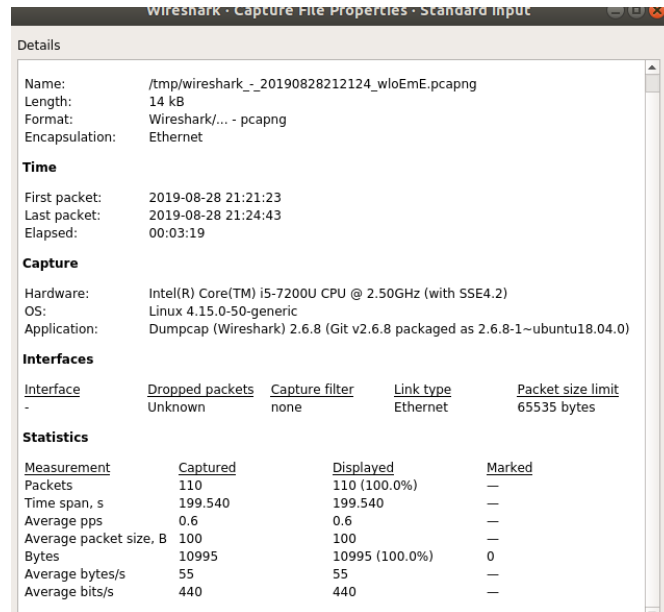 Wireshark · Capture File Properties · Standard Input
Details
Name: /tmp/wireshark_-_20190828212124_wloEmE.pcapng
Length: 14 kB
Format: Wireshark/... - pcapng
Encapsulation: Ethernet
Time
First packet: 2019-08-28 21:21:23
Last packet: 2019-08-28 21:24:43
Elapsed: 00:03:19
Capture
Hardware: Intel(R) Core(TM) i5-7200U CPU @ 2.50GHz (with SSE4.2)
OS: Linux 4.15.0-50-generic
Application: Dumpcap (Wireshark) 2.6.8 (Git v2.6.8 packaged as 2.6.8-1~ubuntu18.04.0)
Interfaces
Interface Dropped packets Capture filter Link type Packet size limit
- Unknown none Ethernet 65535 bytes
Statistics
Measurement Captured Displayed Marked
Packets 110 110 (100.0%) —
Time span, s 199.540 199.540 —
Average pps 0.6 0.6 —
Average packet size, B 100 100 —
Bytes 10995 10995 (100.0%) 0
Average bytes/s 55 55 —
Average bits/s 440 440 —